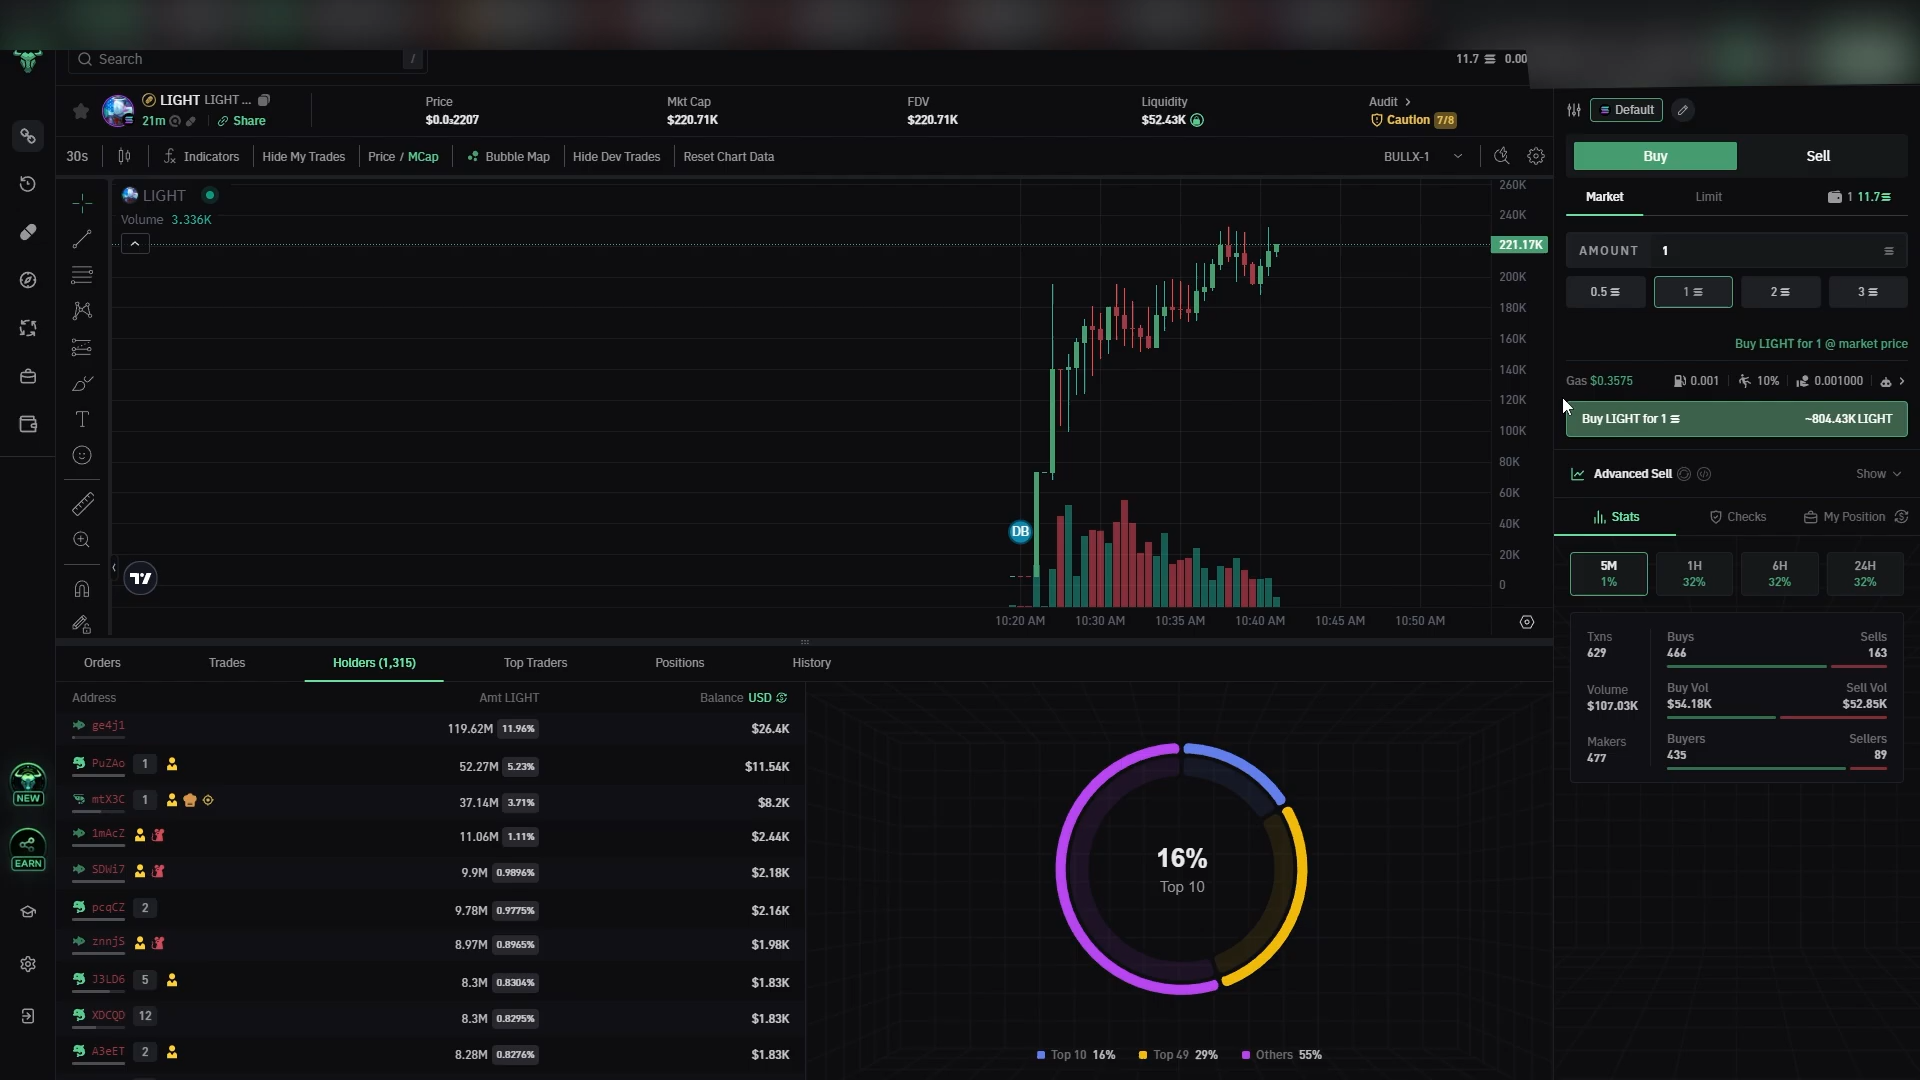 Search /
11.7 0.00
LIGHT LIGHT ...
21m Share
Price
$0.0₃2207
Mkt Cap
$220.71K
FDV
$220.71K
Liquidity
$52.43K
Audit >
Caution 7/8
Default
30s Indicators Hide My Trades Price / MCap Bubble Map Hide Dev Trades Reset Chart Data BULLX-1
Buy Sell
Market Limit 1 11.7
AMOUNT 1
0.5 1 2 3
Buy LIGHT for 1 @ market price
Gas $0.3575 0.001 10% 0.001000
Buy LIGHT for 1 ~804.43K LIGHT
Advanced Sell Show
Stats Checks My Position
5M 1H 6H 24H
1% 32% 32% 32%
Txns
629
Buys Sells
466 163
Volume
$107.03K
Buy Vol Sell Vol
$54.18K $52.85K
Makers
477
Buyers Sellers
435 89
LIGHT
Volume 3.336K
260K
240K
221.17K
200K
180K
160K
140K
120K
100K
80K
60K
40K
20K
0
DB
10:20 AM 10:30 AM 10:35 AM 10:40 AM 10:45 AM 10:50 AM
Orders Trades Holders (1,315) Top Traders Positions History
Address Amt LIGHT Balance USD
ge4j1 119.62M 11.96% $26.4K
PuZAo 1 52.27M 5.23% $11.54K
mtX3C 1 37.14M 3.71% $8.2K
1mAcZ 11.06M 1.11% $2.44K
SDWi7 9.9M 0.9896% $2.18K
pcqCZ 2 9.78M 0.9775% $2.16K
znnjS 8.97M 0.8965% $1.98K
J3LD6 5 8.3M 0.8304% $1.83K
XDCQD 12 8.3M 0.8295% $1.83K
A3eET 2 8.28M 0.8276% $1.83K
16%
Top 10
Top 10 16% Top 49 29% Others 55%
NEW
EARN